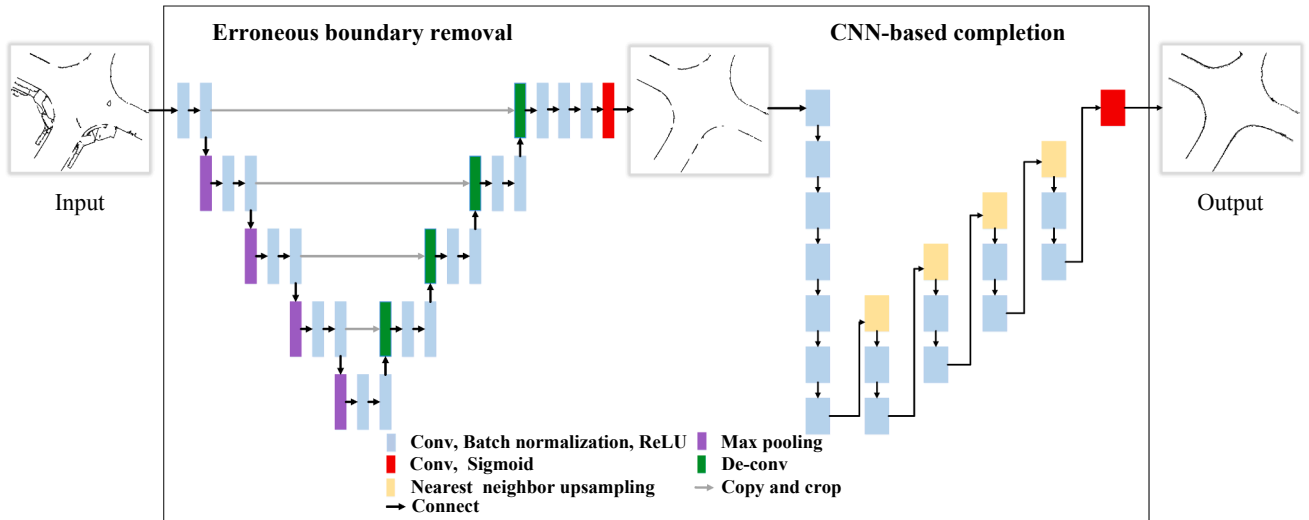 Erroneous boundary removal
CNN-based completion
Input
Output
Conv, Batch normalization, ReLU
Max pooling
Conv, Sigmoid
De-conv
Nearest neighbor upsampling
Copy and crop
Connect